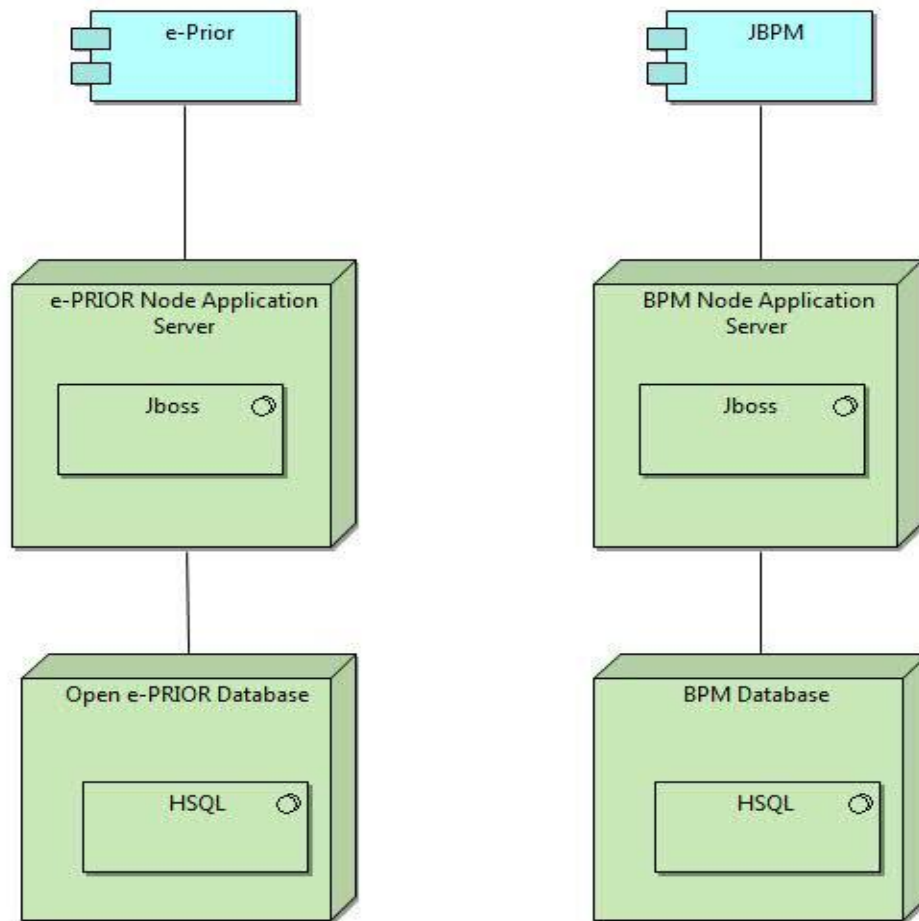 e-Prior
JBPM
e-PRIOR Node Application
Server
BPM Node Application
Server
Jboss
Jboss
Open e-PRIOR Database
BPM Database
HSQL
HSQL